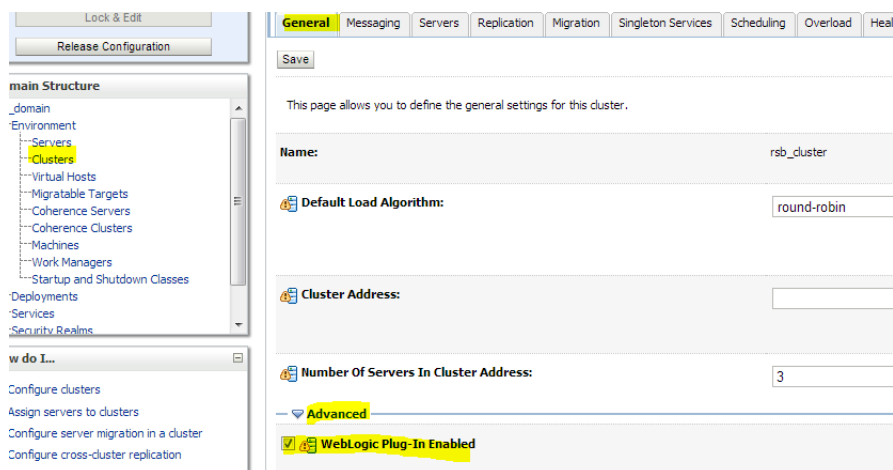 Lock & Edit
Release Configuration
main Structure
_domain
Environment
Servers
Clusters
Virtual Hosts
Migratable Targets
Coherence Servers
Coherence Clusters
Machines
Work Managers
Startup and Shutdown Classes
Deployments
Services
Security Realms
w do I...
Configure clusters
Assign servers to clusters
Configure server migration in a cluster
Configure cross-cluster replication
General Messaging Servers Replication Migration Singleton Services Scheduling Overload Heal
Save
This page allows you to define the general settings for this cluster.
Name: rsb_cluster
Default Load Algorithm: round-robin
Cluster Address:
Number Of Servers In Cluster Address: 3
Advanced
WebLogic Plug-In Enabled